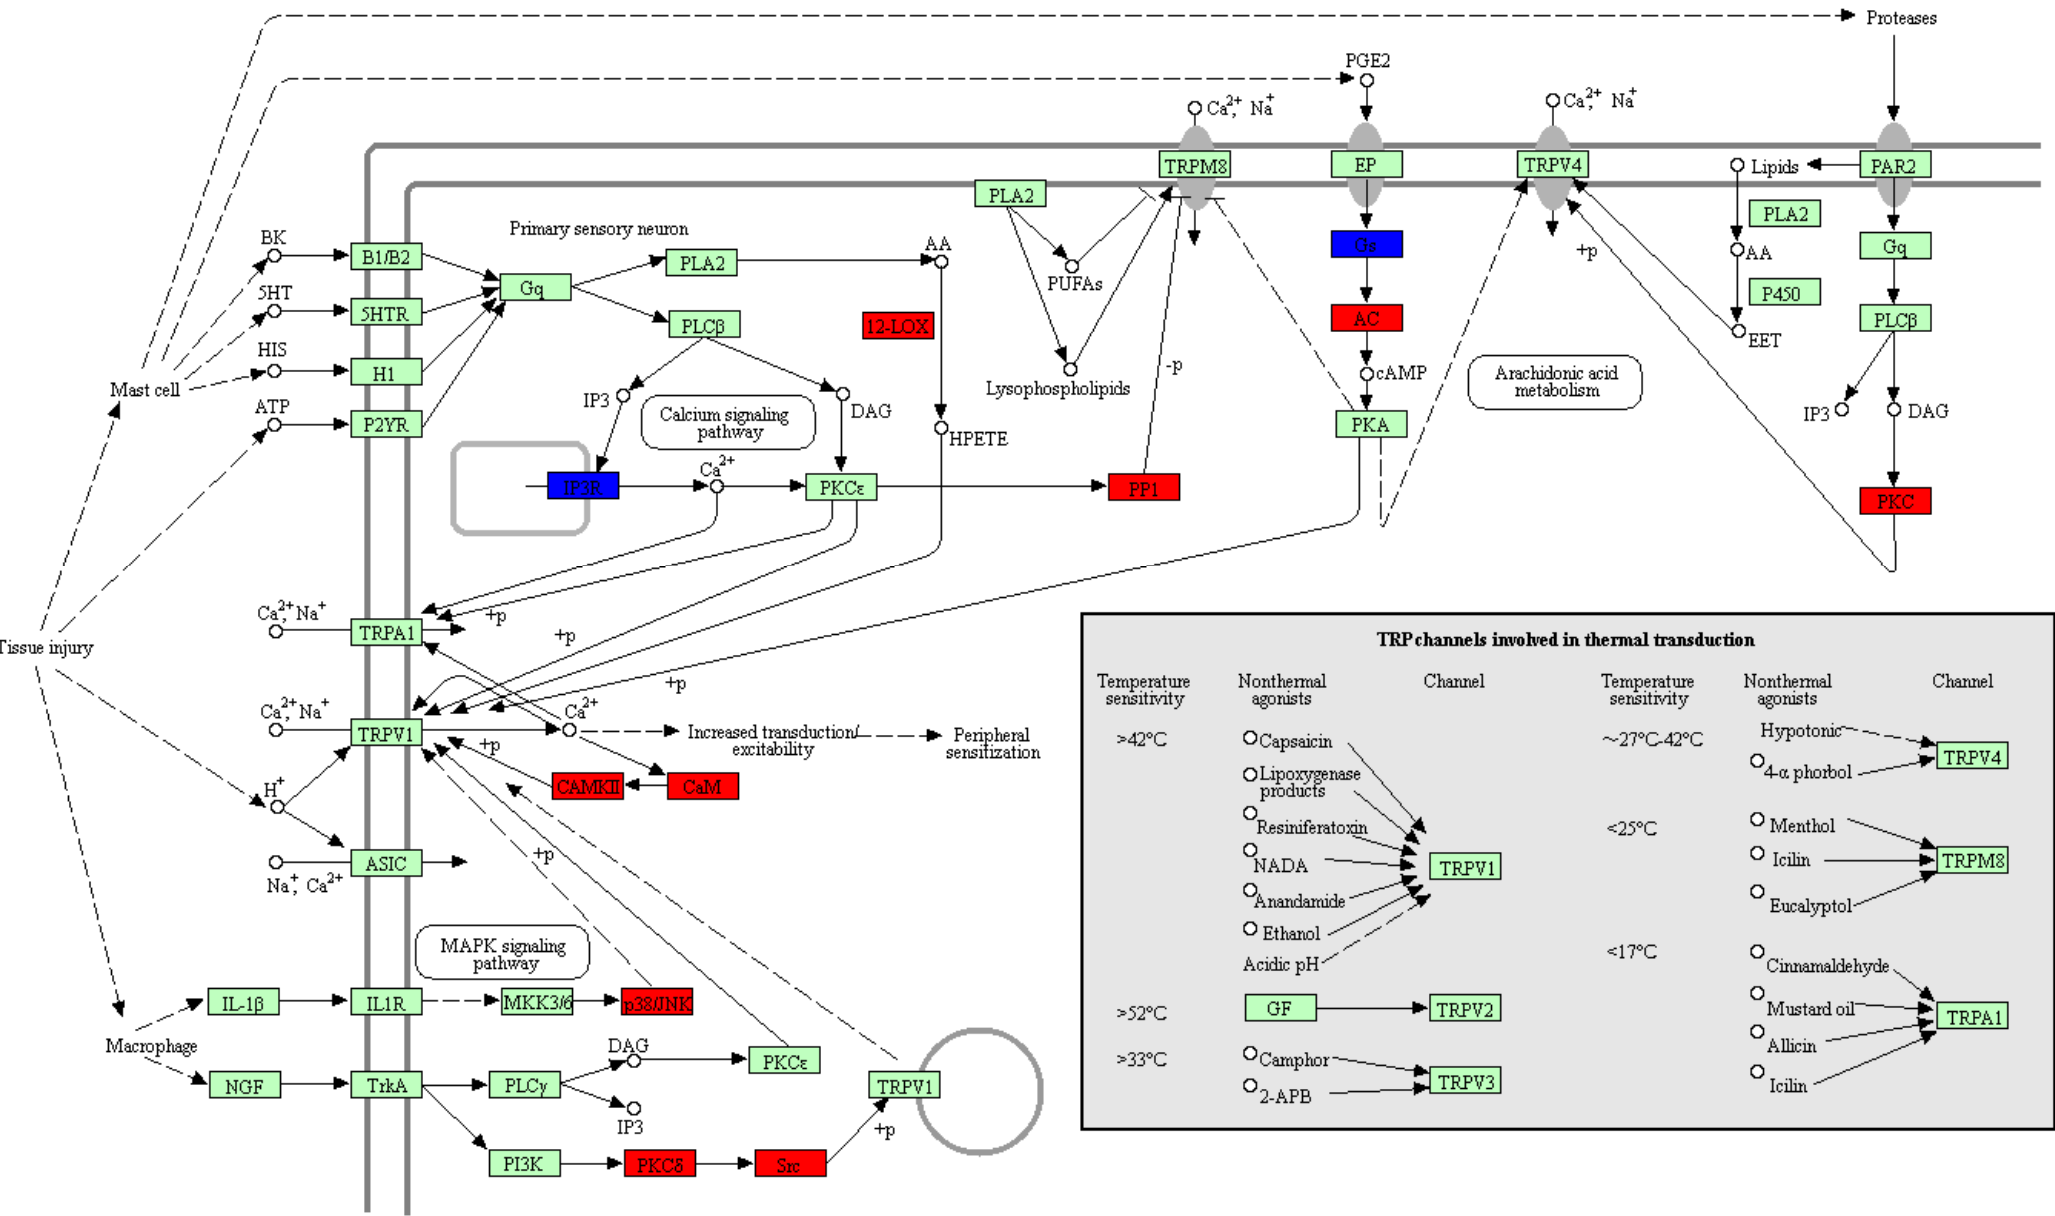 Proteases
PGE2
Ca2+, Na+
Ca2+, Na+
TRPM8
EP
TRPV4
Lipids
PAR2
PLA2
PLA2
Primary sensory neuron
BK
B1/B2
Gq
PLA2
AA
PUFAs
Gs
+p
AA
Gq
5HT
5HTR
PLCβ
12-LOX
AC
P450
PLCβ
EET
HIS
H1
Mast cell
IP3
DAG
Lysophospholipids
-p
cAMP
Arachidonic acid
metabolism
ATP
P2YR
Calcium signaling
pathway
HPETE
PKA
IP3
DAG
IP3R
Ca2+
PKCε
PP1
PKC
Ca2+, Na+
TRPA1
+p
+p
Tissue injury
+p
Ca2+, Na+
TRPV1
Ca2+
Increased transduction/
excitability
Peripheral
sensitization
+p
CAMKII
CaM
H+
+p
ASIC
Na+, Ca2+
MAPK signaling
pathway
IL-1β
IL1R
MKK3/6
p38/JNK
Macrophage
DAG
PKCε
NGF
TrkA
PLCγ
IP3
TRPV1
+p
PI3K
PKCδ
Src
TRP channels involved in thermal transduction
Temperature
sensitivity
Nonthermal
agonists
Channel
Temperature
sensitivity
Nonthermal
agonists
Channel
>42°C
Capsaicin
Lipoxygenase
products
Resiniferatoxin
NADA
Anandamide
Ethanol
Acidic pH
TRPV1
>52°C
GF
TRPV2
>33°C
Camphor
2-APB
TRPV3
~27°C-42°C
Hypotonic
4-α phorbol
TRPV4
<25°C
Menthol
Icilin
Eucalyptol
TRPM8
<17°C
Cinnamaldehyde
Mustard oil
Allicin
Icilin
TRPA1